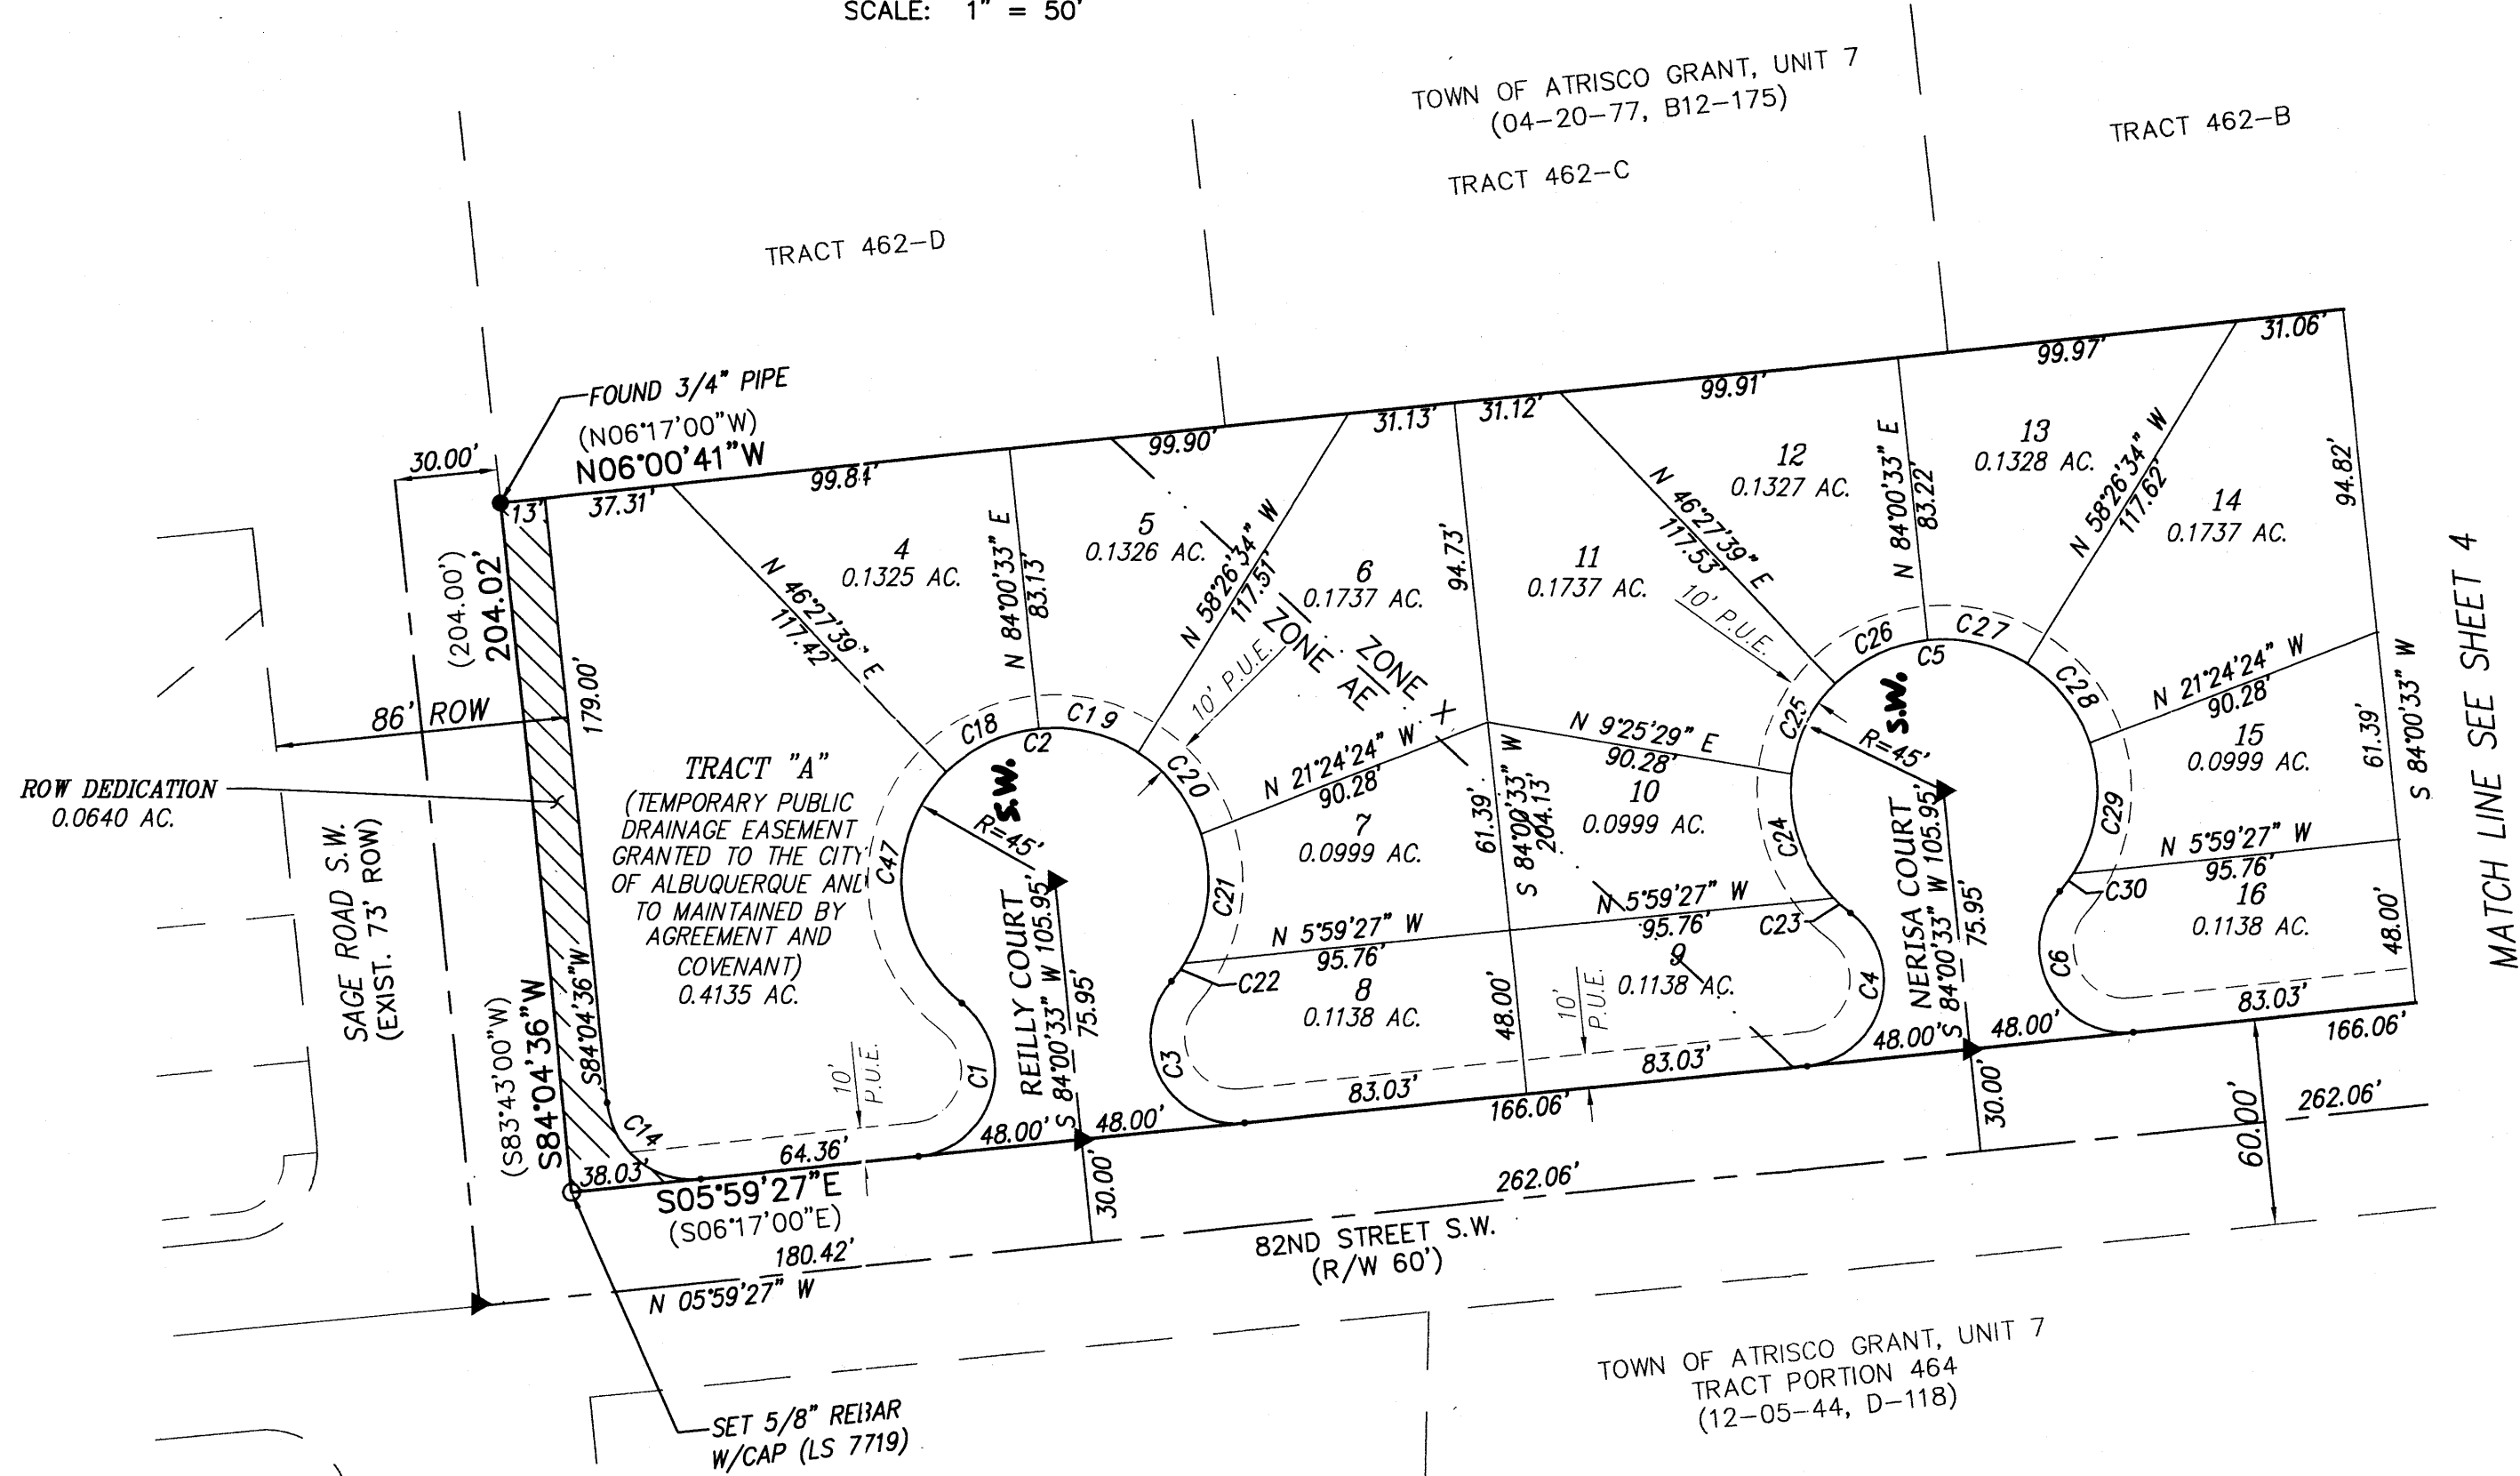 SCALE: 1" = 50'
TOWN OF ATRISCO GRANT, UNIT 7
(04-20-77, B12-175)
TRACT 462-B
TRACT 462-C
TRACT 462-D
FOUND 3/4" PIPE
(N06°17'00"W)
N06°00'41"W
30.00'
13'
37.31'
99.84'
99.90'
31.13'
31.12'
99.91'
99.97'
31.06'
(204.00')
204.02'
179.00'
86' ROW
ROW DEDICATION
0.0640 AC.
SAGE ROAD S.W.
(EXIST. 73' ROW)
(S83°43'00"W)
S84°04'36"W
S84°04'36"W
TRACT "A"
(TEMPORARY PUBLIC
DRAINAGE EASEMENT
GRANTED TO THE CITY
OF ALBUQUERQUE AND
TO MAINTAINED BY
AGREEMENT AND
COVENANT)
0.4135 AC.
N 46°27'39" E
117.42'
4
0.1325 AC.
N 84°00'33" E
83.13'
5
0.1326 AC.
N 58°26'34" W
117.51'
6
0.1737 AC.
94.73'
11
0.1737 AC.
N 46°27'39" E
117.53'
12
0.1327 AC.
N 84°00'33" E
83.22'
13
0.1328 AC.
N 58°26'34" W
117.62'
14
0.1737 AC.
94.82'
10' P.U.E.
10' P.U.E.
ZONE AE
ZONE X
C18
C2
C19
C20
C47
C21
C22
C1
C3
C14
S.W.
R=45'
REILLY COURT
S 84°00'33" W 105.95'
75.95'
N 21°24'24" W
90.28'
7
0.0999 AC.
61.39'
S 84°00'33" W
204.13'
N 9°25'29" E
90.28'
10
0.0999 AC.
N 5°59'27" W
95.76'
8
0.1138 AC.
48.00'
N 5°59'27" W
95.76'
9
0.1138 AC.
10'
P.U.E.
10'
P.U.E.
C26
C5
C27
C28
C25
C24
C23
C29
C30
C4
C6
S.W.
R=45'
NERISA COURT
S 84°00'33" W 105.95'
75.95'
N 21°24'24" W
90.28'
15
0.0999 AC.
61.39'
S 84°00'33" W
N 5°59'27" W
95.76'
16
0.1138 AC.
48.00'
MATCH LINE SEE SHEET 4
38.03'
64.36'
48.00'
48.00'
83.03'
166.06'
83.03'
48.00'
48.00'
83.03'
166.06'
S05°59'27"E
(S06°17'00"E)
180.42'
N 05°59'27" W
30.00'
262.06'
30.00'
60.00'
262.06'
82ND STREET S.W.
(R/W 60')
SET 5/8" REBAR
W/CAP (LS 7719)
TOWN OF ATRISCO GRANT, UNIT 7
TRACT PORTION 464
(12-05-44, D-118)